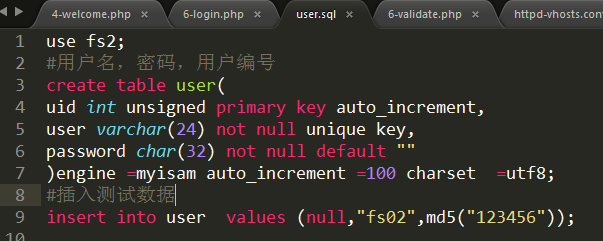 4-welcome.php × 6-login.php × user.sql × 6-validate.php × httpd-vhosts.con
1 use fs2;
2 #用户名，密码，用户编号
3 create table user(
4 uid int unsigned primary key auto_increment,
5 user varchar(24) not null unique key,
6 password char(32) not null default ""
7 )engine =myisam auto_increment =100 charset  =utf8;
8 #插入测试数据
9 insert into user  values (null,"fs02",md5("123456"));